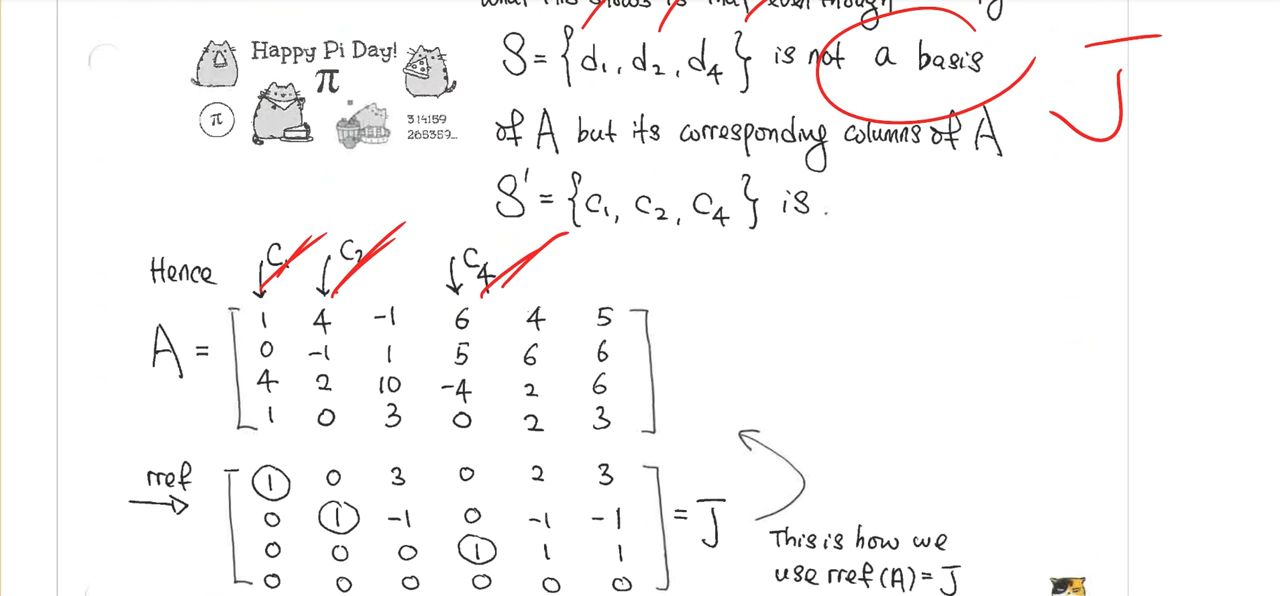 S = {d₁, d₂, d₄} is not a basis
J
Happy Pi Day!
π
π
314159
265359...
of A but its corresponding columns of A
S' = {c₁, c₂, c₄} is.
Hence
C₁ C₂ C₄
A = [ 1 4 -1 6 4 5
0 -1 1 5 6 6
4 2 10 -4 2 6
1 0 3 0 2 3 ]
rref → [ 1 0 3 0 2 3
0 1 -1 0 -1 -1
0 0 0 1 1 1
0 0 0 0 0 0 ] = J
This is how we
use rref(A) = J